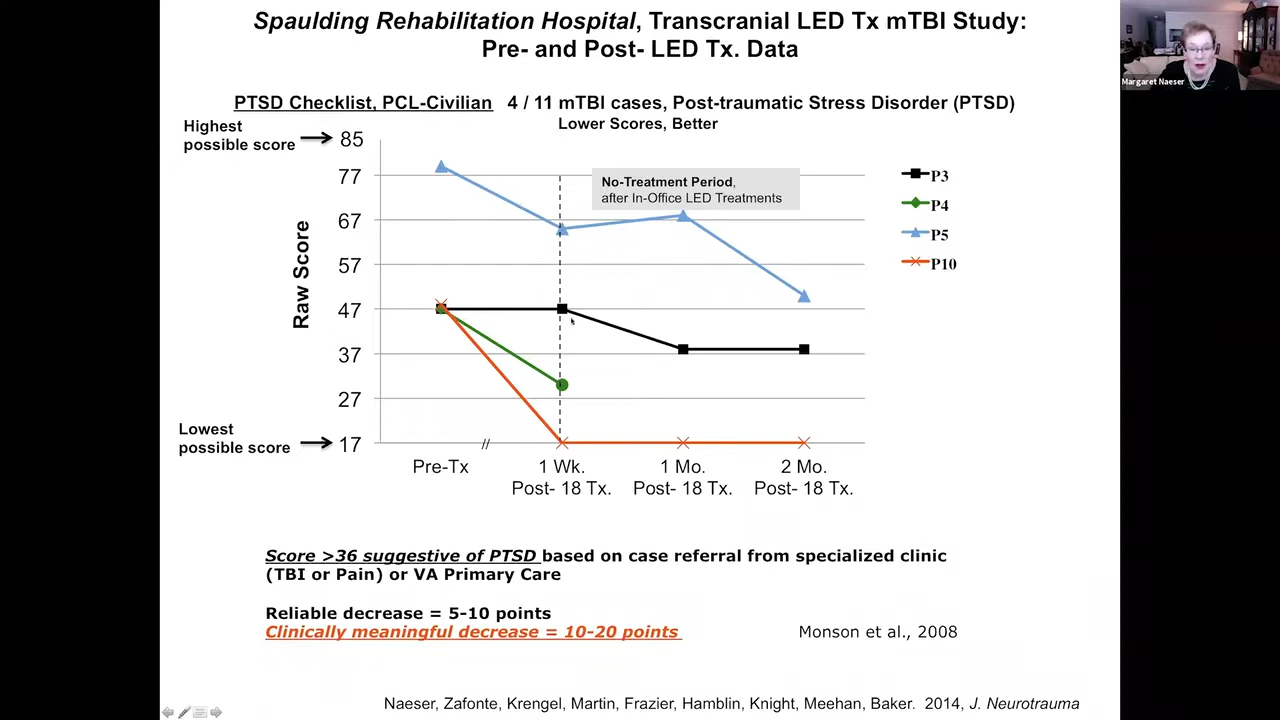 Spaulding Rehabilitation Hospital, Transcranial LED Tx mTBI Study:
Pre- and Post- LED Tx. Data
Margaret Naeser
PTSD Checklist, PCL-Civilian 4 / 11 mTBI cases, Post-traumatic Stress Disorder (PTSD)
Lower Scores, Better
Highest
possible score
85
77
67
57
47
37
27
17
Raw Score
Lowest
possible score
No-Treatment Period,
after In-Office LED Treatments
P3
P4
P5
P10
//
Pre-Tx
1 Wk.
Post- 18 Tx.
1 Mo.
Post- 18 Tx.
2 Mo.
Post- 18 Tx.
Score >36 suggestive of PTSD based on case referral from specialized clinic
(TBI or Pain) or VA Primary Care
Reliable decrease = 5-10 points
Clinically meaningful decrease = 10-20 points
Monson et al., 2008
Naeser, Zafonte, Krengel, Martin, Frazier, Hamblin, Knight, Meehan, Baker. 2014, J. Neurotrauma